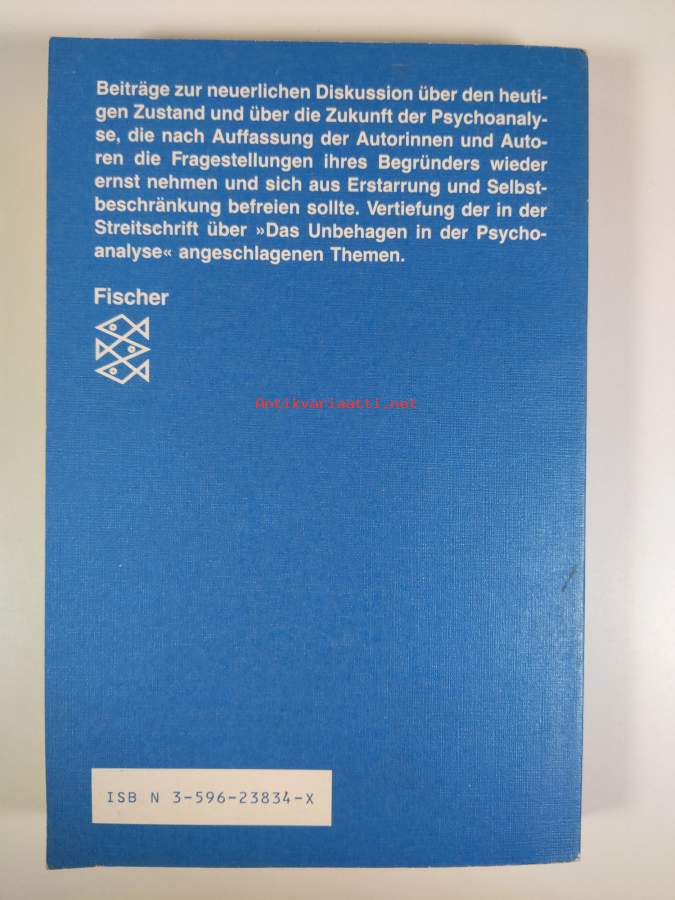 Beiträge zur neuerlichen Diskussion über den heuti-
gen Zustand und über die Zukunft der Psychoanaly-
se, die nach Auffassung der Autorinnen und Auto-
ren die Fragestellungen ihres Begründers wieder
ernst nehmen und sich aus Erstarrung und Selbst-
beschränkung befreien sollte. Vertiefung der in der
Streitschrift über »Das Unbehagen in der Psycho-
analyse« angeschlagenen Themen.
Fischer
Antikvariaatti.net
ISB N 3-596-23834-X